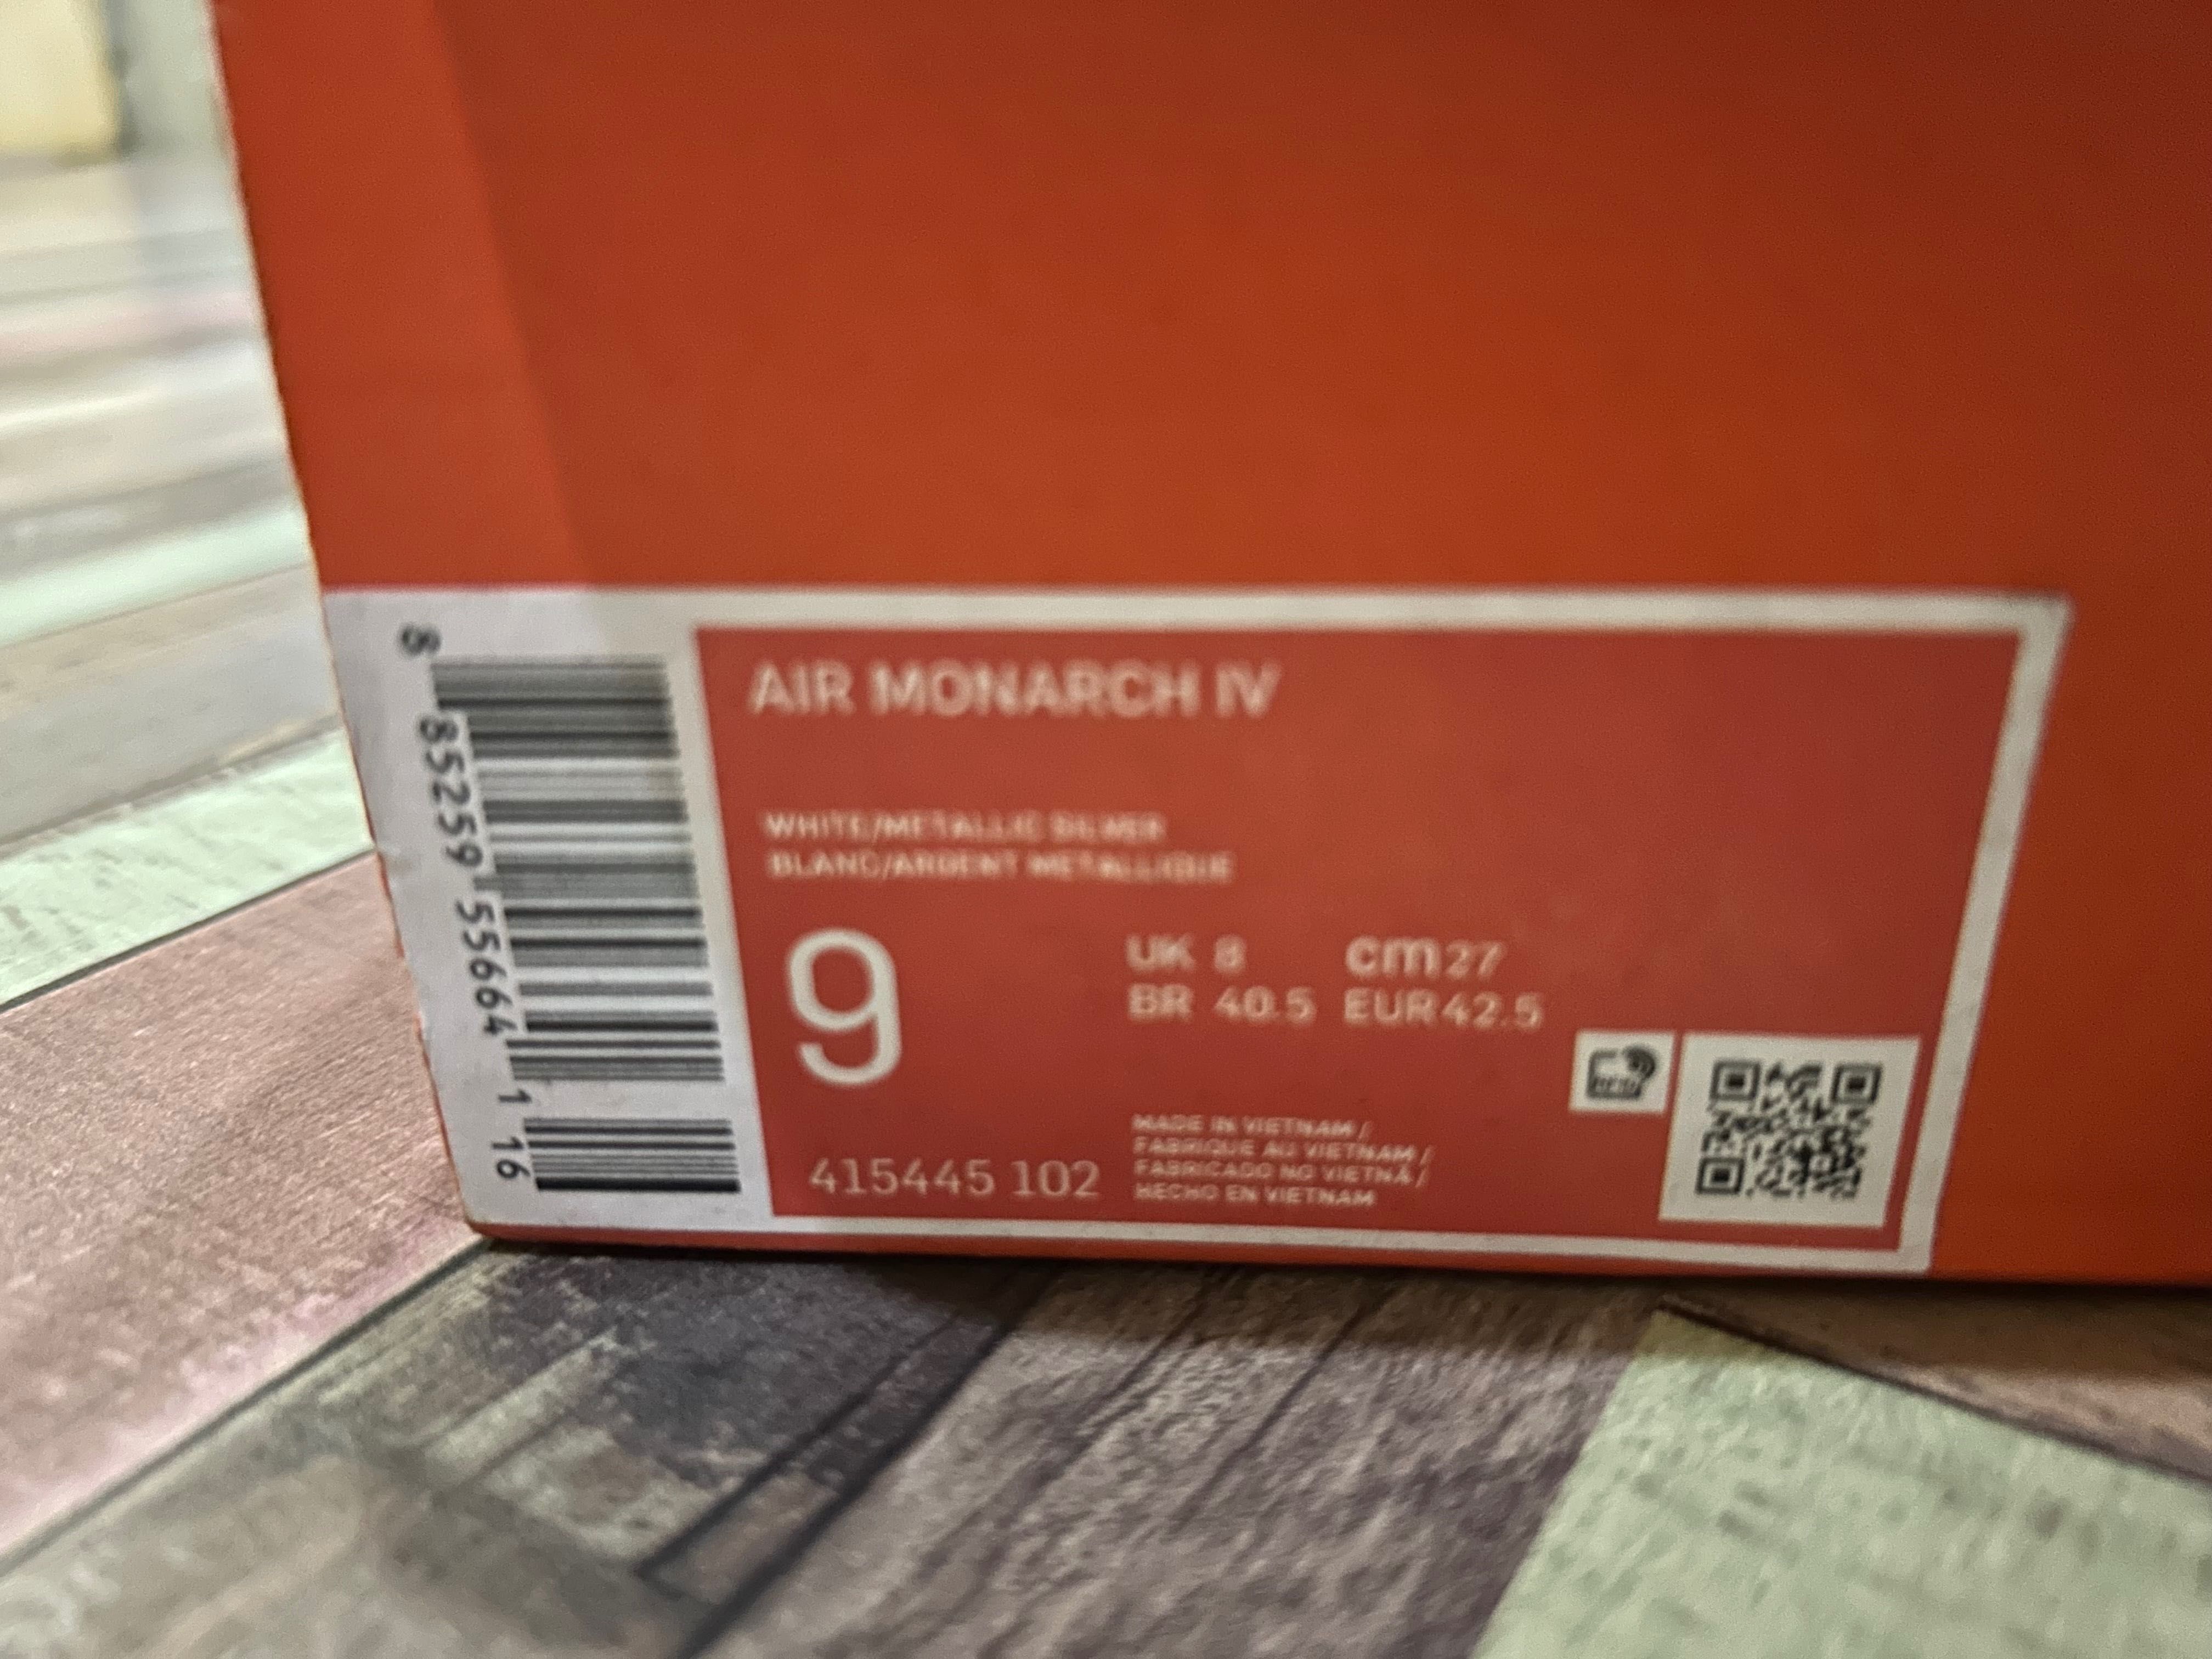 8 85259 55664 1 16
AIR MONARCH IV
WHITE/METALLIC SILVER
BLANC/ARGENT METALLIQUE
9
UK 8 cm 27
BR 40.5 EUR 42.5
415445 102
MADE IN VIETNAM /
FABRIQUE AU VIETNAM /
FABRICADO NO VIETNÃ /
HECHO EN VIETNAM
RFID